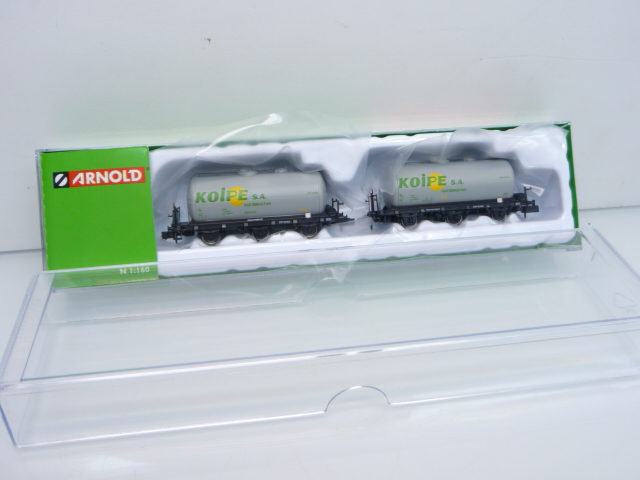 ARNOLD
N 1:160
KOIPE S.A.
KOIPE S.A.